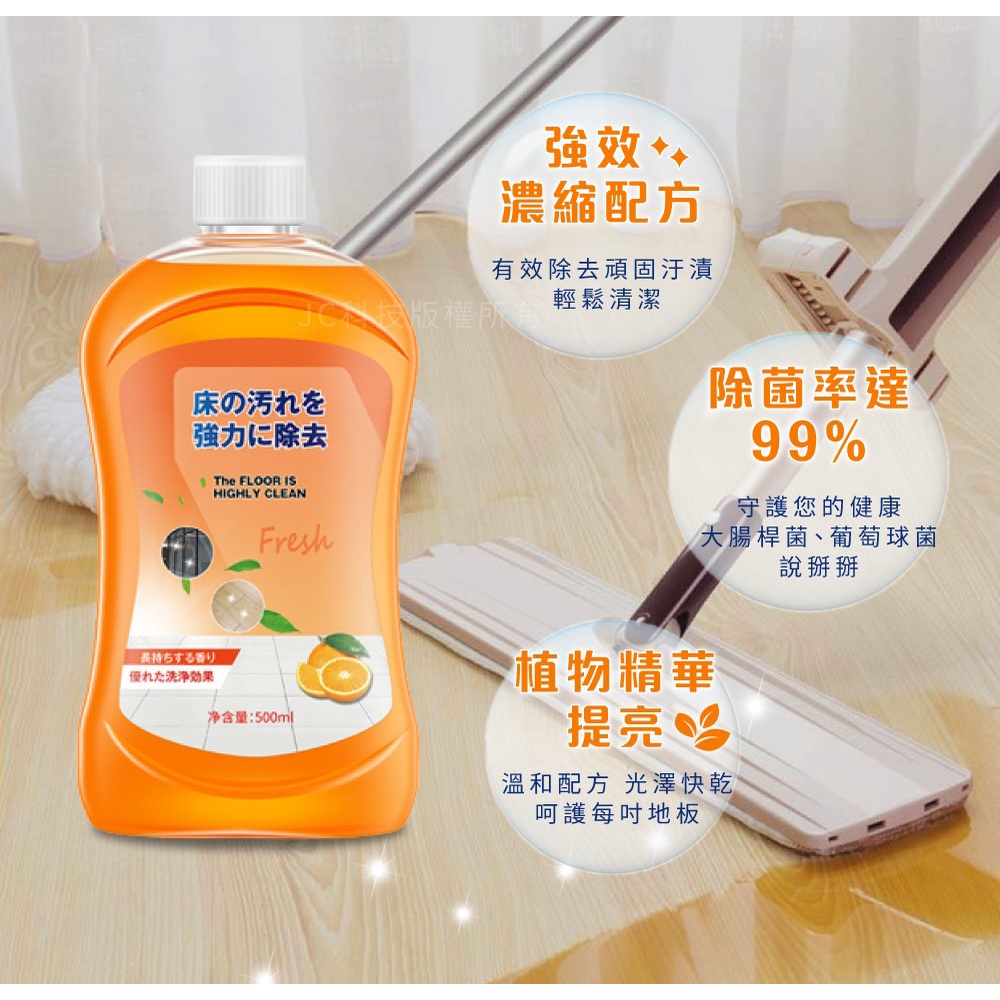 強效
濃縮配方
有效除去頑固汙漬
輕鬆清潔
JC科技版權所有
除菌率達
99%
守護您的健康
大腸桿菌、葡萄球菌
說掰掰
床の汚れを
強力に除去
The FLOOR IS
HIGHLY CLEAN
Fresh
長持ちする香り
優れた洗浄効果
净含量:500ml
植物精華
提亮
溫和配方 光澤快乾
呵護每吋地板